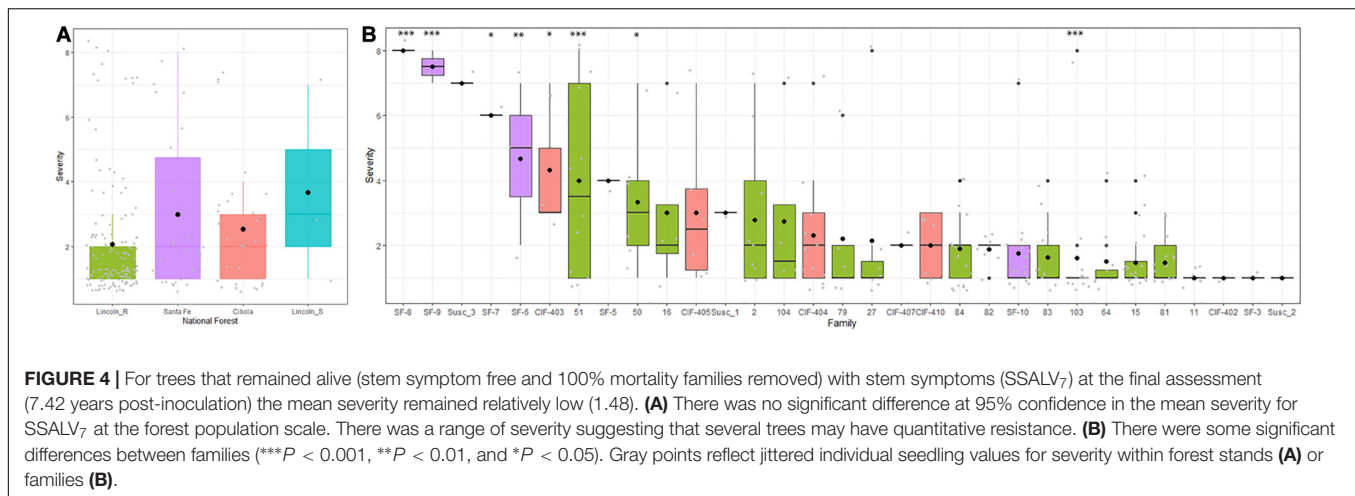 A
B
*** *** * ** * *** * ***
8
6
4
2
Severity
Lincoln_R Santa Fe Cibola Lincoln_S
National Forest
8
6
4
2
Severity
SF-8 SF-9 Susc_3 SF-7 SF-6 CIF-403 51 SF-5 50 16 CIF-405 Susc_1 2 104 CIF-404 79 27 CIF-407 CIF-410 84 82 SF-10 83 103 64 15 81 11 CIF-402 SF-3 Susc_2
Family
FIGURE 4 | For trees that remained alive (stem symptom free and 100% mortality families removed) with stem symptoms (SSALV₇) at the final assessment
(7.42 years post-inoculation) the mean severity remained relatively low (1.48). (A) There was no significant difference at 95% confidence in the mean severity for
SSALV₇ at the forest population scale. There was a range of severity suggesting that several trees may have quantitative resistance. (B) There were some significant
differences between families (***P < 0.001, **P < 0.01, and *P < 0.05). Gray points reflect jittered individual seedling values for severity within forest stands (A) or
families (B).